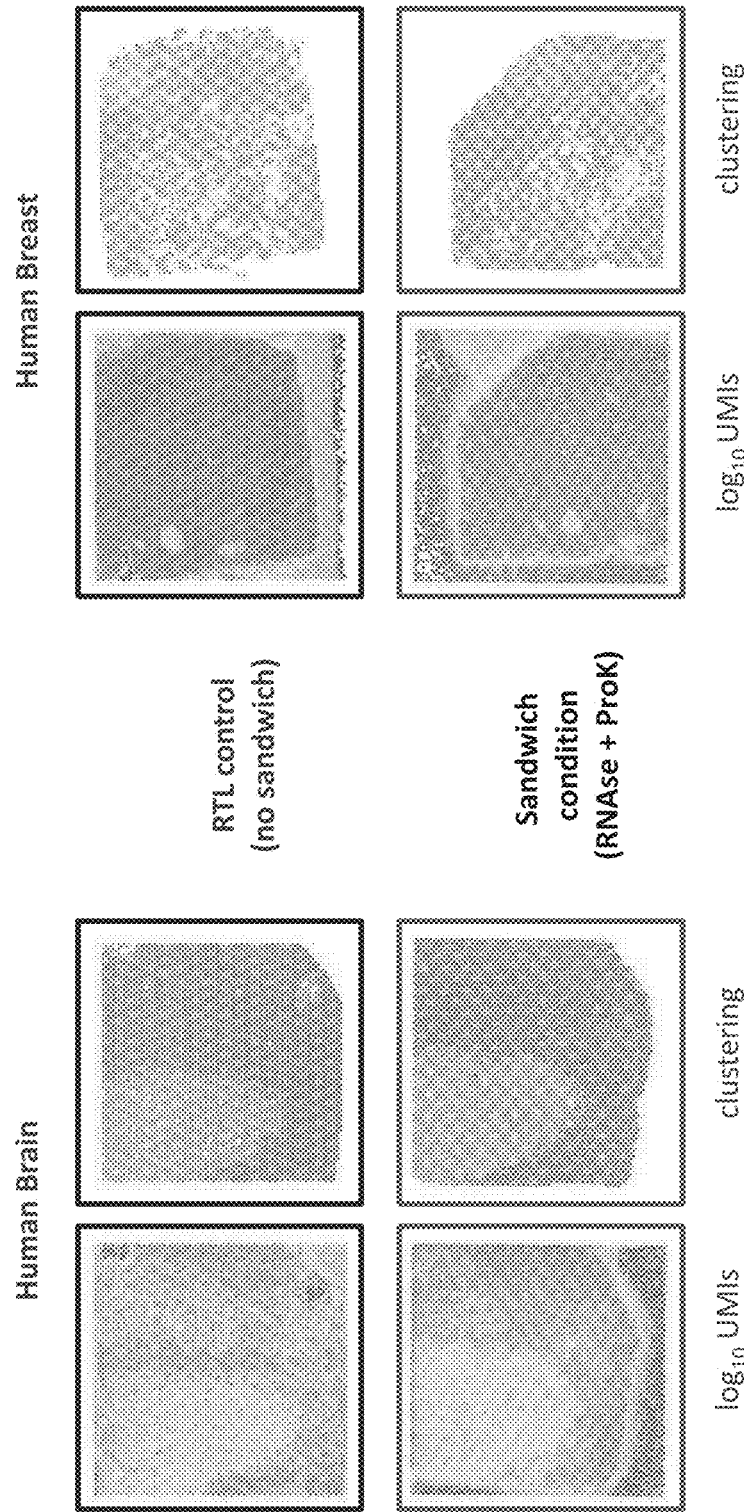 Human Brain
Human Breast
RTL control
(no sandwich)
Sandwich
condition
(RNAse + ProK)
log₁₀ UMIs
clustering
log₁₀ UMIs
clustering